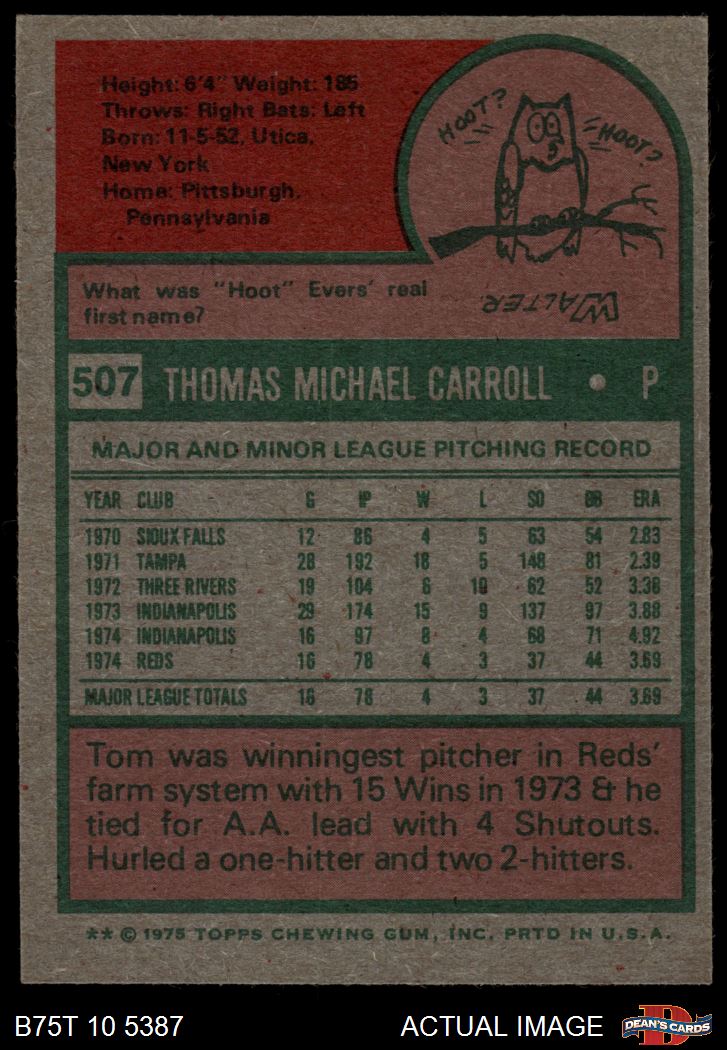 Height: 6'4" Weight: 185
Throws: Right Bats: Left
Born: 11-5-52, Utica,
New York
Home: Pittsburgh,
Pennsylvania
HOOT?
HOOT?
What was "Hoot" Evers' real
first name?
WALTER.
507 THOMAS MICHAEL CARROLL • P
MAJOR AND MINOR LEAGUE PITCHING RECORD
YEAR CLUB G IP W L SO BB ERA
1970 SIOUX FALLS 12 86 4 5 63 54 2.83
1971 TAMPA 28 192 18 5 148 81 2.39
1972 THREE RIVERS 19 104 6 10 62 52 3.38
1973 INDIANAPOLIS 29 174 15 9 137 97 3.88
1974 INDIANAPOLIS 16 97 8 4 68 71 4.92
1974 REDS 16 78 4 3 37 44 3.69
MAJOR LEAGUE TOTALS 16 78 4 3 37 44 3.69
Tom was winningest pitcher in Reds'
farm system with 15 Wins in 1973 & he
tied for A.A. lead with 4 Shutouts.
Hurled a one-hitter and two 2-hitters.
** © 1975 TOPPS CHEWING GUM, INC. PRTD IN U.S.A.
B75T 10 5387 ACTUAL IMAGE
D
DEAN'S CARDS